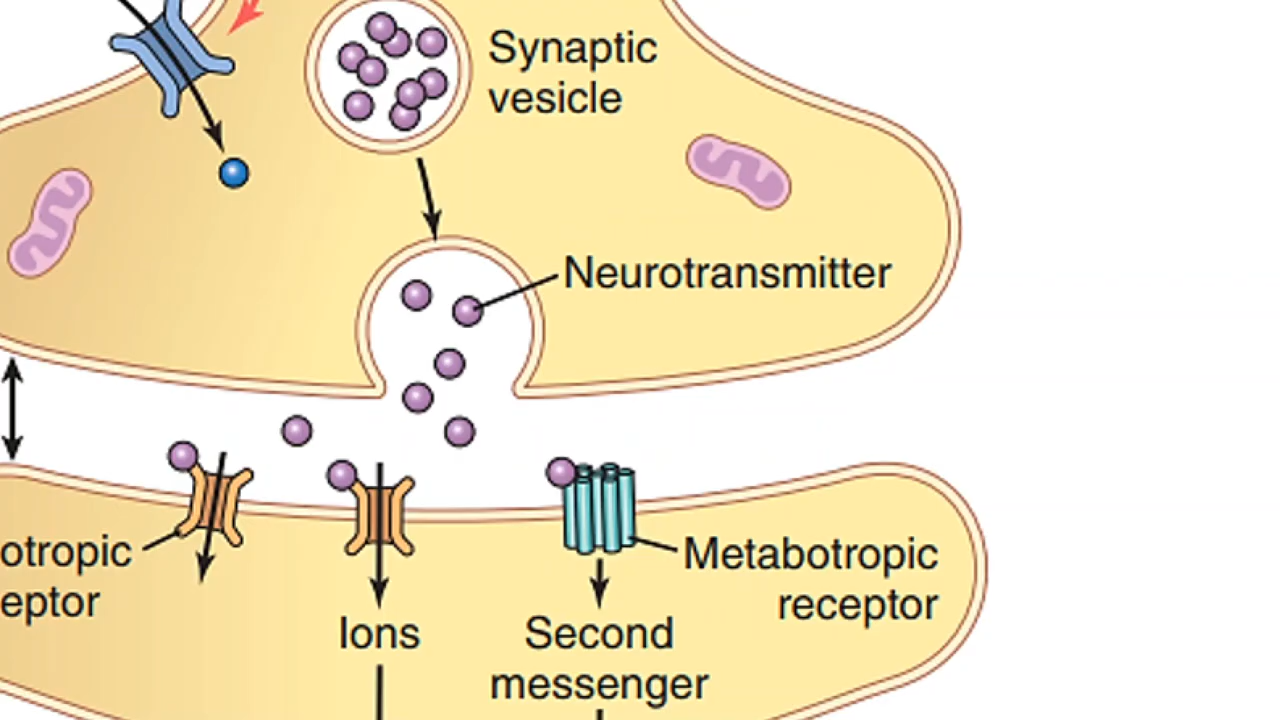 Synaptic
vesicle
Neurotransmitter
otropic
eptor
Metabotropic
receptor
Ions
Second
messenger